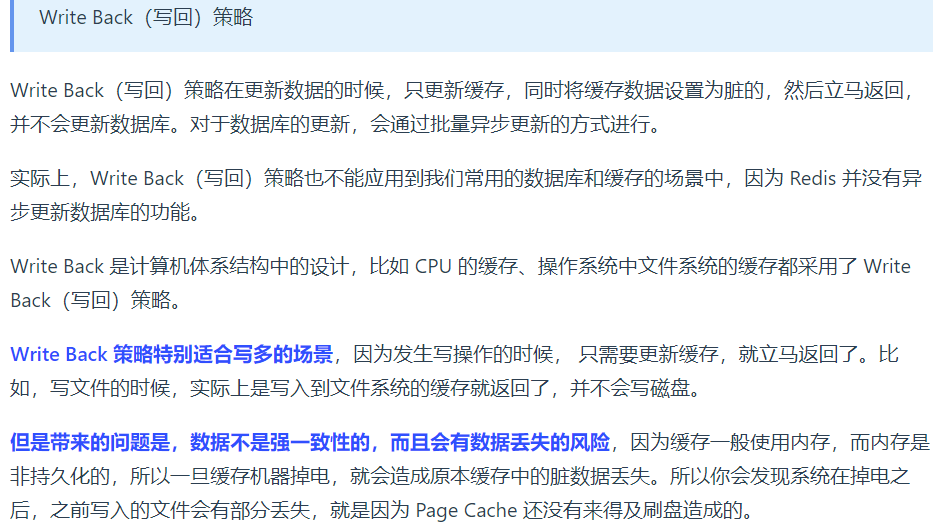 Write Back（写回）策略
Write Back（写回）策略在更新数据的时候，只更新缓存，同时将缓存数据设置为脏的，然后立马返回，
并不会更新数据库。对于数据库的更新，会通过批量异步更新的方式进行。
实际上，Write Back（写回）策略也不能应用到我们常用的数据库和缓存的场景中，因为 Redis 并没有异
步更新数据库的功能。
Write Back 是计算机体系结构中的设计，比如 CPU 的缓存、操作系统中文件系统的缓存都采用了 Write
Back（写回）策略。
Write Back 策略特别适合写多的场景，因为发生写操作的时候， 只需要更新缓存，就立马返回了。比
如，写文件的时候，实际上是写入到文件系统的缓存就返回了，并不会写磁盘。
但是带来的问题是，数据不是强一致性的，而且会有数据丢失的风险，因为缓存一般使用内存，而内存是
非持久化的，所以一旦缓存机器掉电，就会造成原本缓存中的脏数据丢失。所以你会发现系统在掉电之
后，之前写入的文件会有部分丢失，就是因为 Page Cache 还没有来得及刷盘造成的。